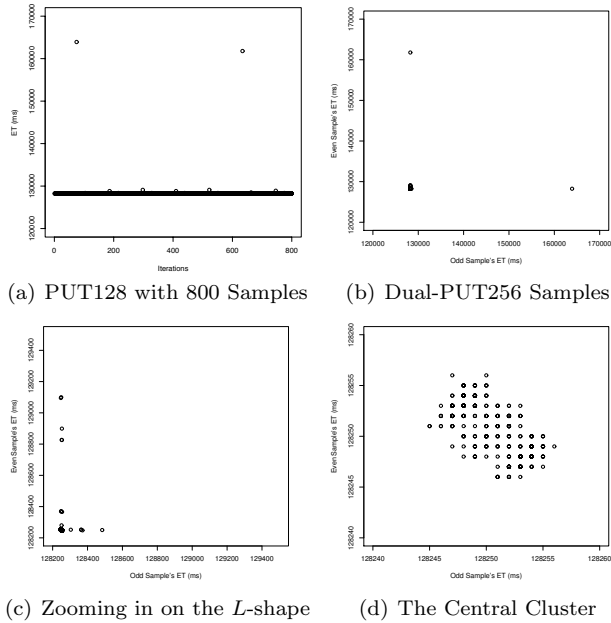 120000 130000 140000 150000 160000 170000
ET (ms)
0 200 400 600 800
Iterations
(a) PUT128 with 800 Samples
120000 130000 140000 150000 160000 170000
Even Sample's ET (ms)
120000 130000 140000 150000 160000 170000
Odd Sample's ET (ms)
(b) Dual-PUT256 Samples
128200 128400 128600 128800 129000 129200 129400
Even Sample's ET (ms)
128200 128400 128600 128800 129000 129200 129400
Odd Sample's ET (ms)
(c) Zooming in on the L-shape
128240 128245 128250 128255 128260
Even Sample's ET (ms)
128240 128245 128250 128255 128260
Odd Sample's ET (ms)
(d) The Central Cluster